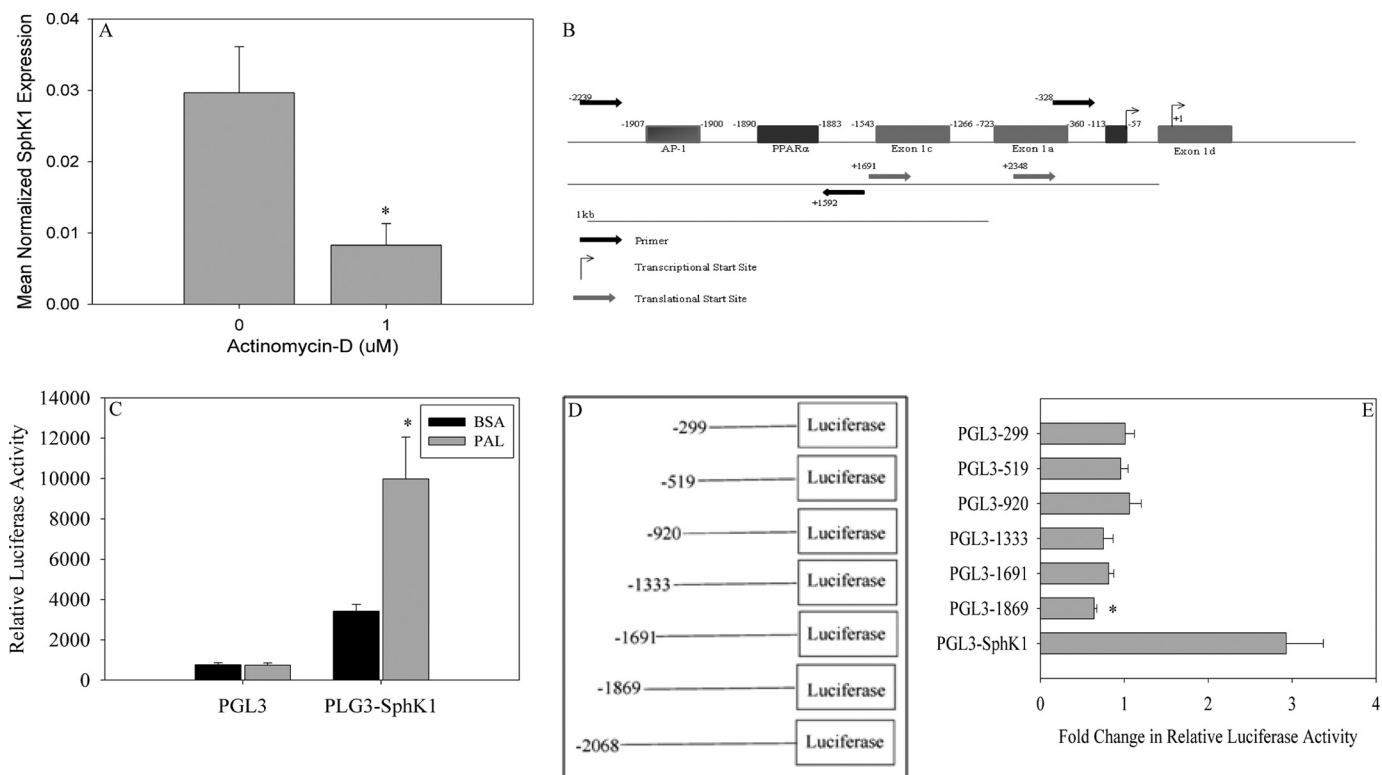 A
Mean Normalized SphK1 Expression
0.04
0.03
0.02
0.01
0.00
*
0
1
Actinomycin-D (uM)
B
-2239
-328
-1907
-1900
-1890
-1883
-1543
-1266
-723
-360
-113
-57
+1
AP-1
PPARα
Exon 1c
Exon 1a
Exon 1d
+1691
+2348
+1592
1kb
Primer
Transcriptional Start Site
Translational Start Site
C
Relative Luciferase Activity
14000
12000
10000
8000
6000
4000
2000
0
BSA
PAL
*
PGL3
PLG3-SphK1
D
-299 Luciferase
-519 Luciferase
-920 Luciferase
-1333 Luciferase
-1691 Luciferase
-1869 Luciferase
-2068 Luciferase
E
PGL3-299
PGL3-519
PGL3-920
PGL3-1333
PGL3-1691
PGL3-1869 *
PGL3-SphK1
0 1 2 3 4
Fold Change in Relative Luciferase Activity